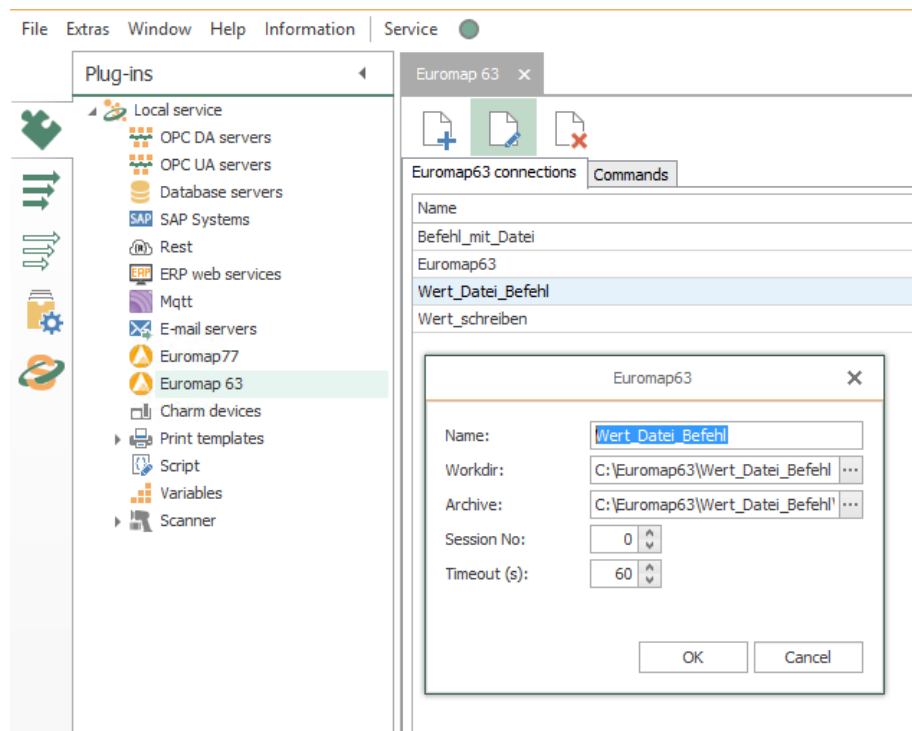 File Extras Window Help Information Service
Plug-ins
Euromap 63
Local service
OPC DA servers
OPC UA servers
Database servers
SAP SAP Systems
Rest
ERP ERP web services
Mqtt
E-mail servers
Euromap77
Euromap 63
Charm devices
Print templates
Script
Variables
Scanner
Euromap63 connections Commands
Name
Befehl_mit_Datei
Euromap63
Wert_Datei_Befehl
Wert_schreiben
Euromap63
Name: Wert_Datei_Befehl
Workdir: C:\Euromap63\Wert_Datei_Befehl ...
Archive: C:\Euromap63\Wert_Datei_Befehl\ ...
Session No: 0
Timeout (s): 60
OK Cancel